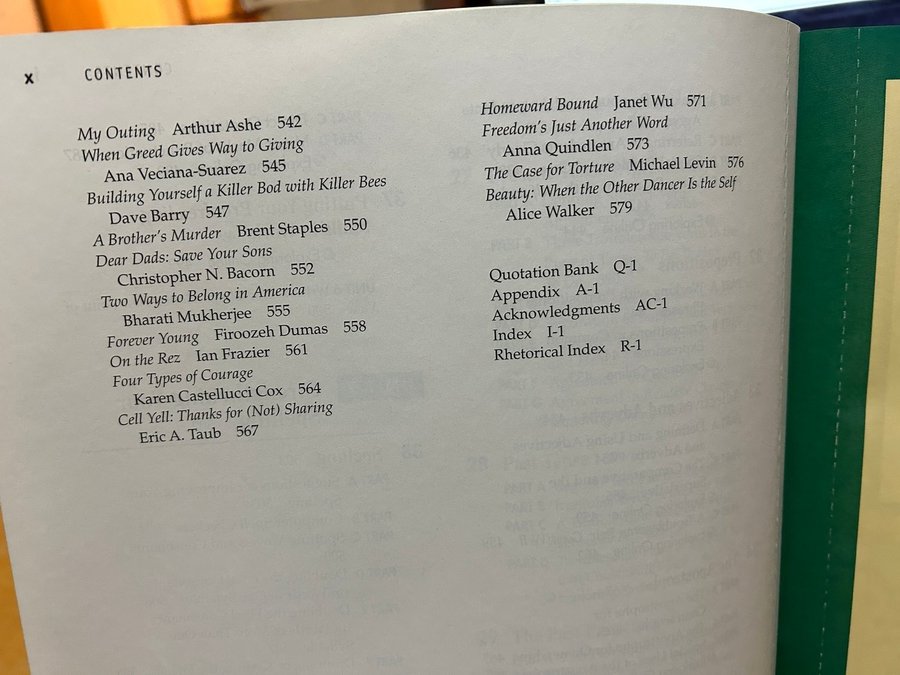 x CONTENTS
My Outing Arthur Ashe 542
When Greed Gives Way to Giving
Ana Veciana-Suarez 545
Building Yourself a Killer Bod with Killer Bees
Dave Barry 547
A Brother's Murder Brent Staples 550
Dear Dads: Save Your Sons
Christopher N. Bacorn 552
Two Ways to Belong in America
Bharati Mukherjee 555
Forever Young Firoozeh Dumas 558
On the Rez Ian Frazier 561
Four Types of Courage
Karen Castellucci Cox 564
Cell Yell: Thanks for (Not) Sharing
Eric A. Taub 567
Homeward Bound Janet Wu 571
Freedom's Just Another Word
Anna Quindlen 573
The Case for Torture Michael Levin 576
Beauty: When the Other Dancer Is the Self
Alice Walker 579
Quotation Bank Q-1
Appendix A-1
Acknowledgments AC-1
Index I-1
Rhetorical Index R-1